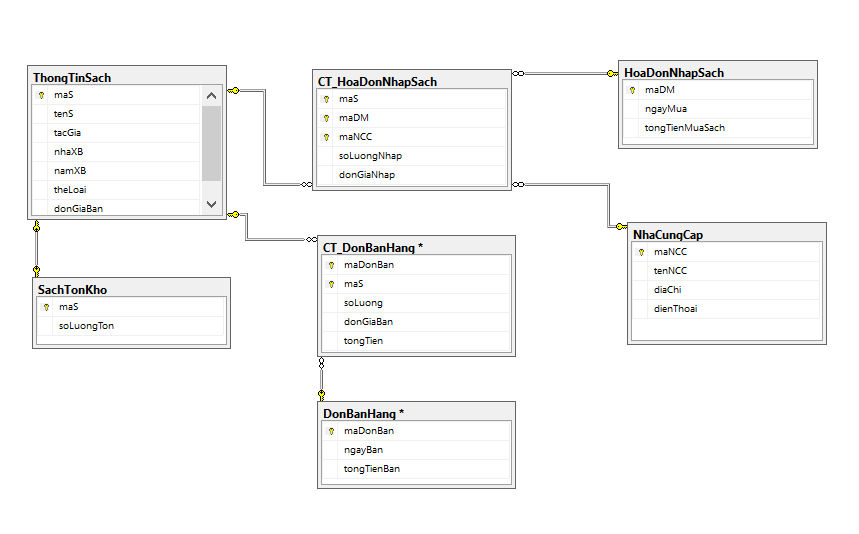 ThongTinSach
maS
tenS
tacGia
nhaXB
namXB
theLoai
donGiaBan
CT_HoaDonNhapSach
maS
maDM
maNCC
soLuongNhap
donGiaNhap
HoaDonNhapSach
maDM
ngayMua
tongTienMuaSach
NhaCungCap
maNCC
tenNCC
diaChi
dienThoai
CT_DonBanHang *
maDonBan
maS
soLuong
donGiaBan
tongTien
SachTonKho
maS
soLuongTon
DonBanHang *
maDonBan
ngayBan
tongTienBan